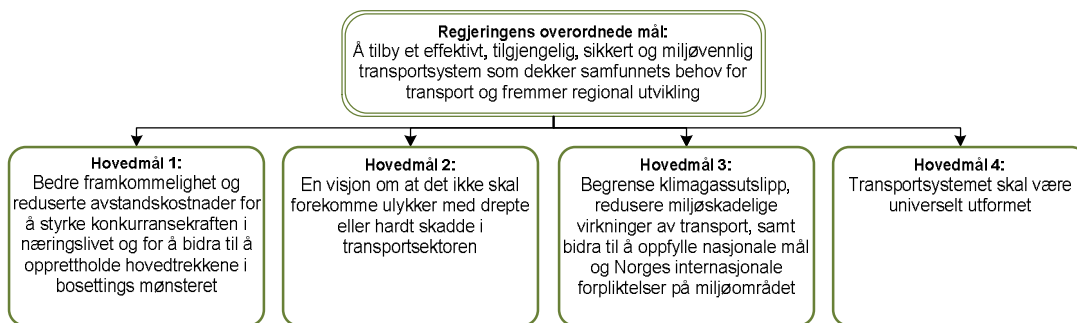 Regjeringens overordnede mål:
Å tilby et effektivt, tilgjengelig, sikkert og miljøvennlig
transportsystem som dekker samfunnets behov for
transport og fremmer regional utvikling
Hovedmål 1:
Bedre framkommelighet og
reduserte avstandskostnader for
å styrke konkurransekraften i
næringslivet og for å bidra til å
opprettholde hovedtrekkene i
bosettings mønsteret
Hovedmål 2:
En visjon om at det ikke skal
forekomme ulykker med drepte
eller hardt skadde i
transportsektoren
Hovedmål 3:
Begrense klimagassutslipp,
redusere miljøskadelige
virkninger av transport, samt
bidra til å oppfylle nasjonale mål
og Norges internasjonale
forpliktelser på miljøområdet
Hovedmål 4:
Transportsystemet skal være
universelt utformet